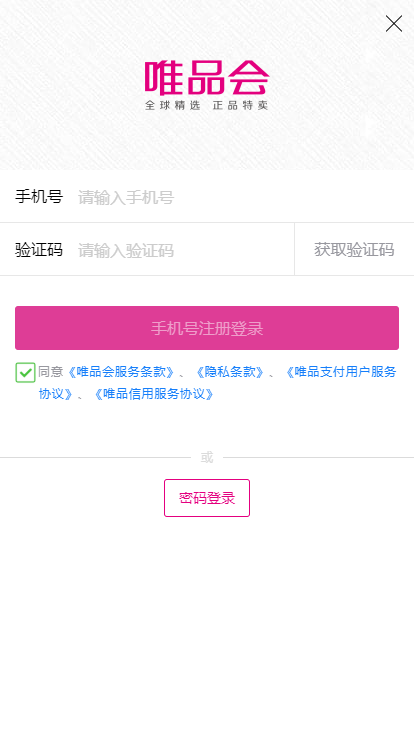 唯品会
全球精选 正品特卖
手机号 请输入手机号
验证码 请输入验证码 获取验证码
手机号注册登录
同意《唯品会服务条款》、《隐私条款》、《唯品支付用户服务
协议》、《唯品信用服务协议》
或
密码登录